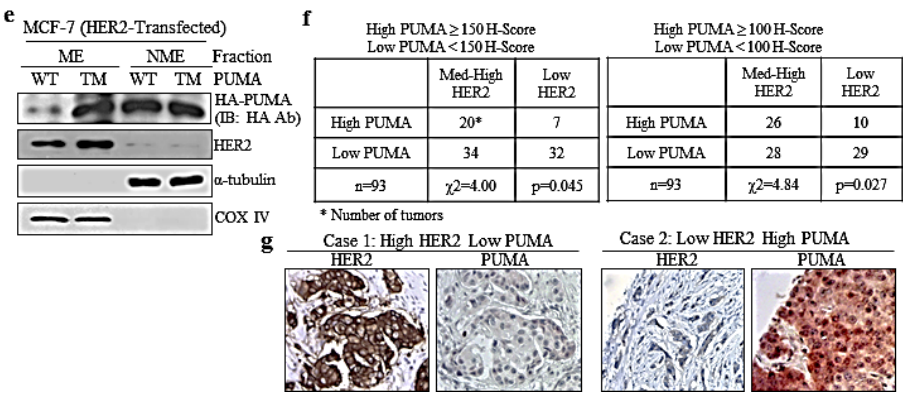 e
MCF-7 (HER2-Transfected)
ME NME Fraction
WT TM WT TM PUMA
HA-PUMA
(IB: HA Ab)
HER2
α-tubulin
COX IV
f
High PUMA ≥ 150 H-Score
Low PUMA < 150 H-Score
Med-High HER2 Low HER2
High PUMA 20* 7
Low PUMA 34 32
n=93 χ2=4.00 p=0.045
* Number of tumors
High PUMA ≥ 100 H-Score
Low PUMA < 100 H-Score
Med-High HER2 Low HER2
High PUMA 26 10
Low PUMA 28 29
n=93 χ2=4.84 p=0.027
g
Case 1: High HER2 Low PUMA
HER2 PUMA
Case 2: Low HER2 High PUMA
HER2 PUMA